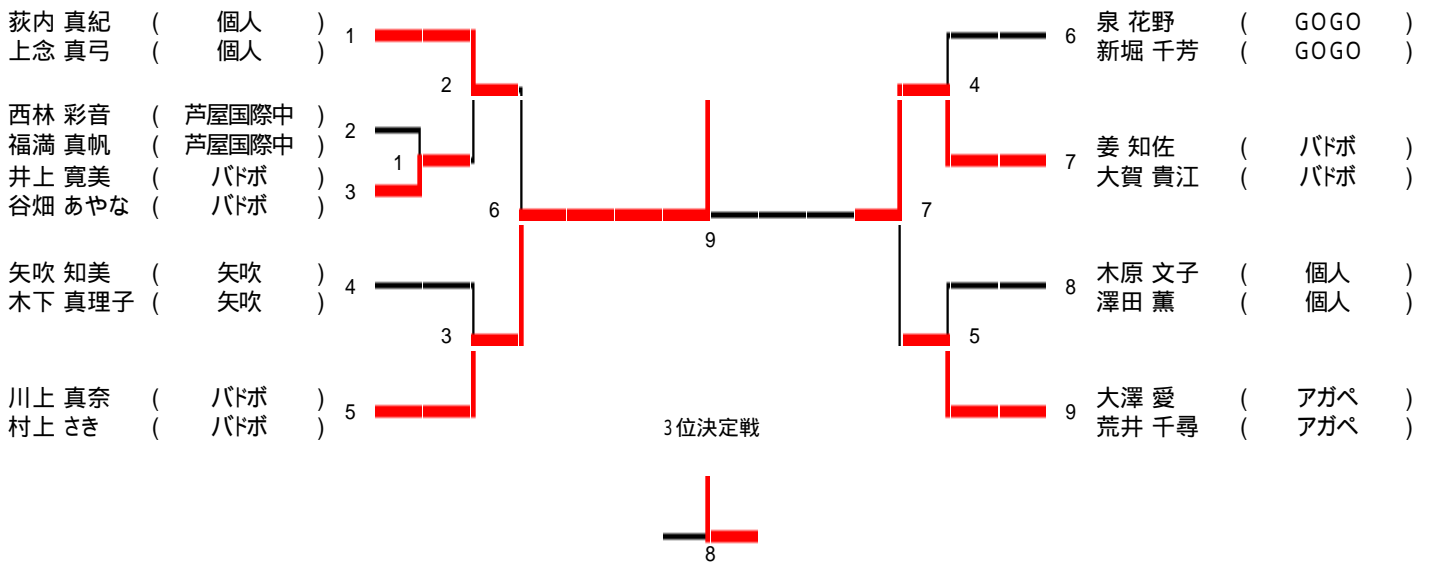 荻内 真紀 ( 個人 ) 1
上念 真弓 ( 個人 )
2
西林 彩音 ( 芦屋国際中 ) 2
福満 真帆 ( 芦屋国際中 )
1
井上 寛美 ( バドボ ) 3
谷畑 あやな ( バドボ )
6
矢吹 知美 ( 矢吹 ) 4
木下 真理子 ( 矢吹 )
3
川上 真奈 ( バドボ ) 5
村上 さき ( バドボ )
9
3位決定戦
8
6 泉 花野 ( GOGO )
新堀 千芳 ( GOGO )
4
7 姜 知佐 ( バドボ )
大賀 貴江 ( バドボ )
7
8 木原 文子 ( 個人 )
澤田 薫 ( 個人 )
5
9 大澤 愛 ( アガペ )
荒井 千尋 ( アガペ )